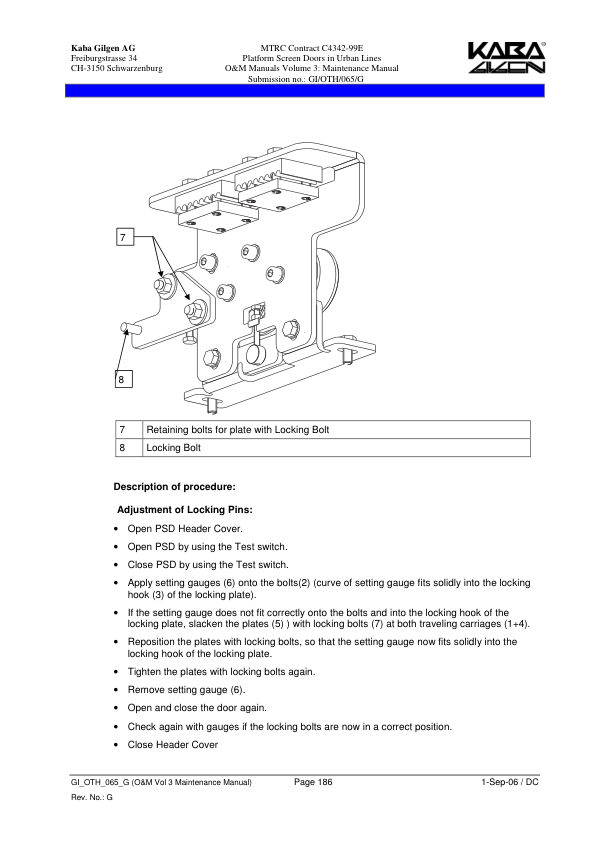 Kaba Gilgen AG
Freiburgstrasse 34
CH-3150 Schwarzenburg
MTRC Contract C4342-99E
Platform Screen Doors in Urban Lines
O&M Manuals Volume 3: Maintenance Manual
Submission no.: GI/OTH/065/G
KABA®
GILGEN
7
8
7 Retaining bolts for plate with Locking Bolt
8 Locking Bolt
Description of procedure:
Adjustment of Locking Pins:
• Open PSD Header Cover.
• Open PSD by using the Test switch.
• Close PSD by using the Test switch.
• Apply setting gauges (6) onto the bolts(2) (curve of setting gauge fits solidly into the locking
hook (3) of the locking plate).
• If the setting gauge does not fit correctly onto the bolts and into the locking hook of the
locking plate, slacken the plates (5) ) with locking bolts (7) at both traveling carriages (1+4).
• Reposition the plates with locking bolts, so that the setting gauge now fits solidly into the
locking hook of the locking plate.
• Tighten the plates with locking bolts again.
• Remove setting gauge (6).
• Open and close the door again.
• Check again with gauges if the locking bolts are now in a correct position.
• Close Header Cover
GI_OTH_065_G (O&M Vol 3 Maintenance Manual) Page 186 1-Sep-06 / DC
Rev. No.: G